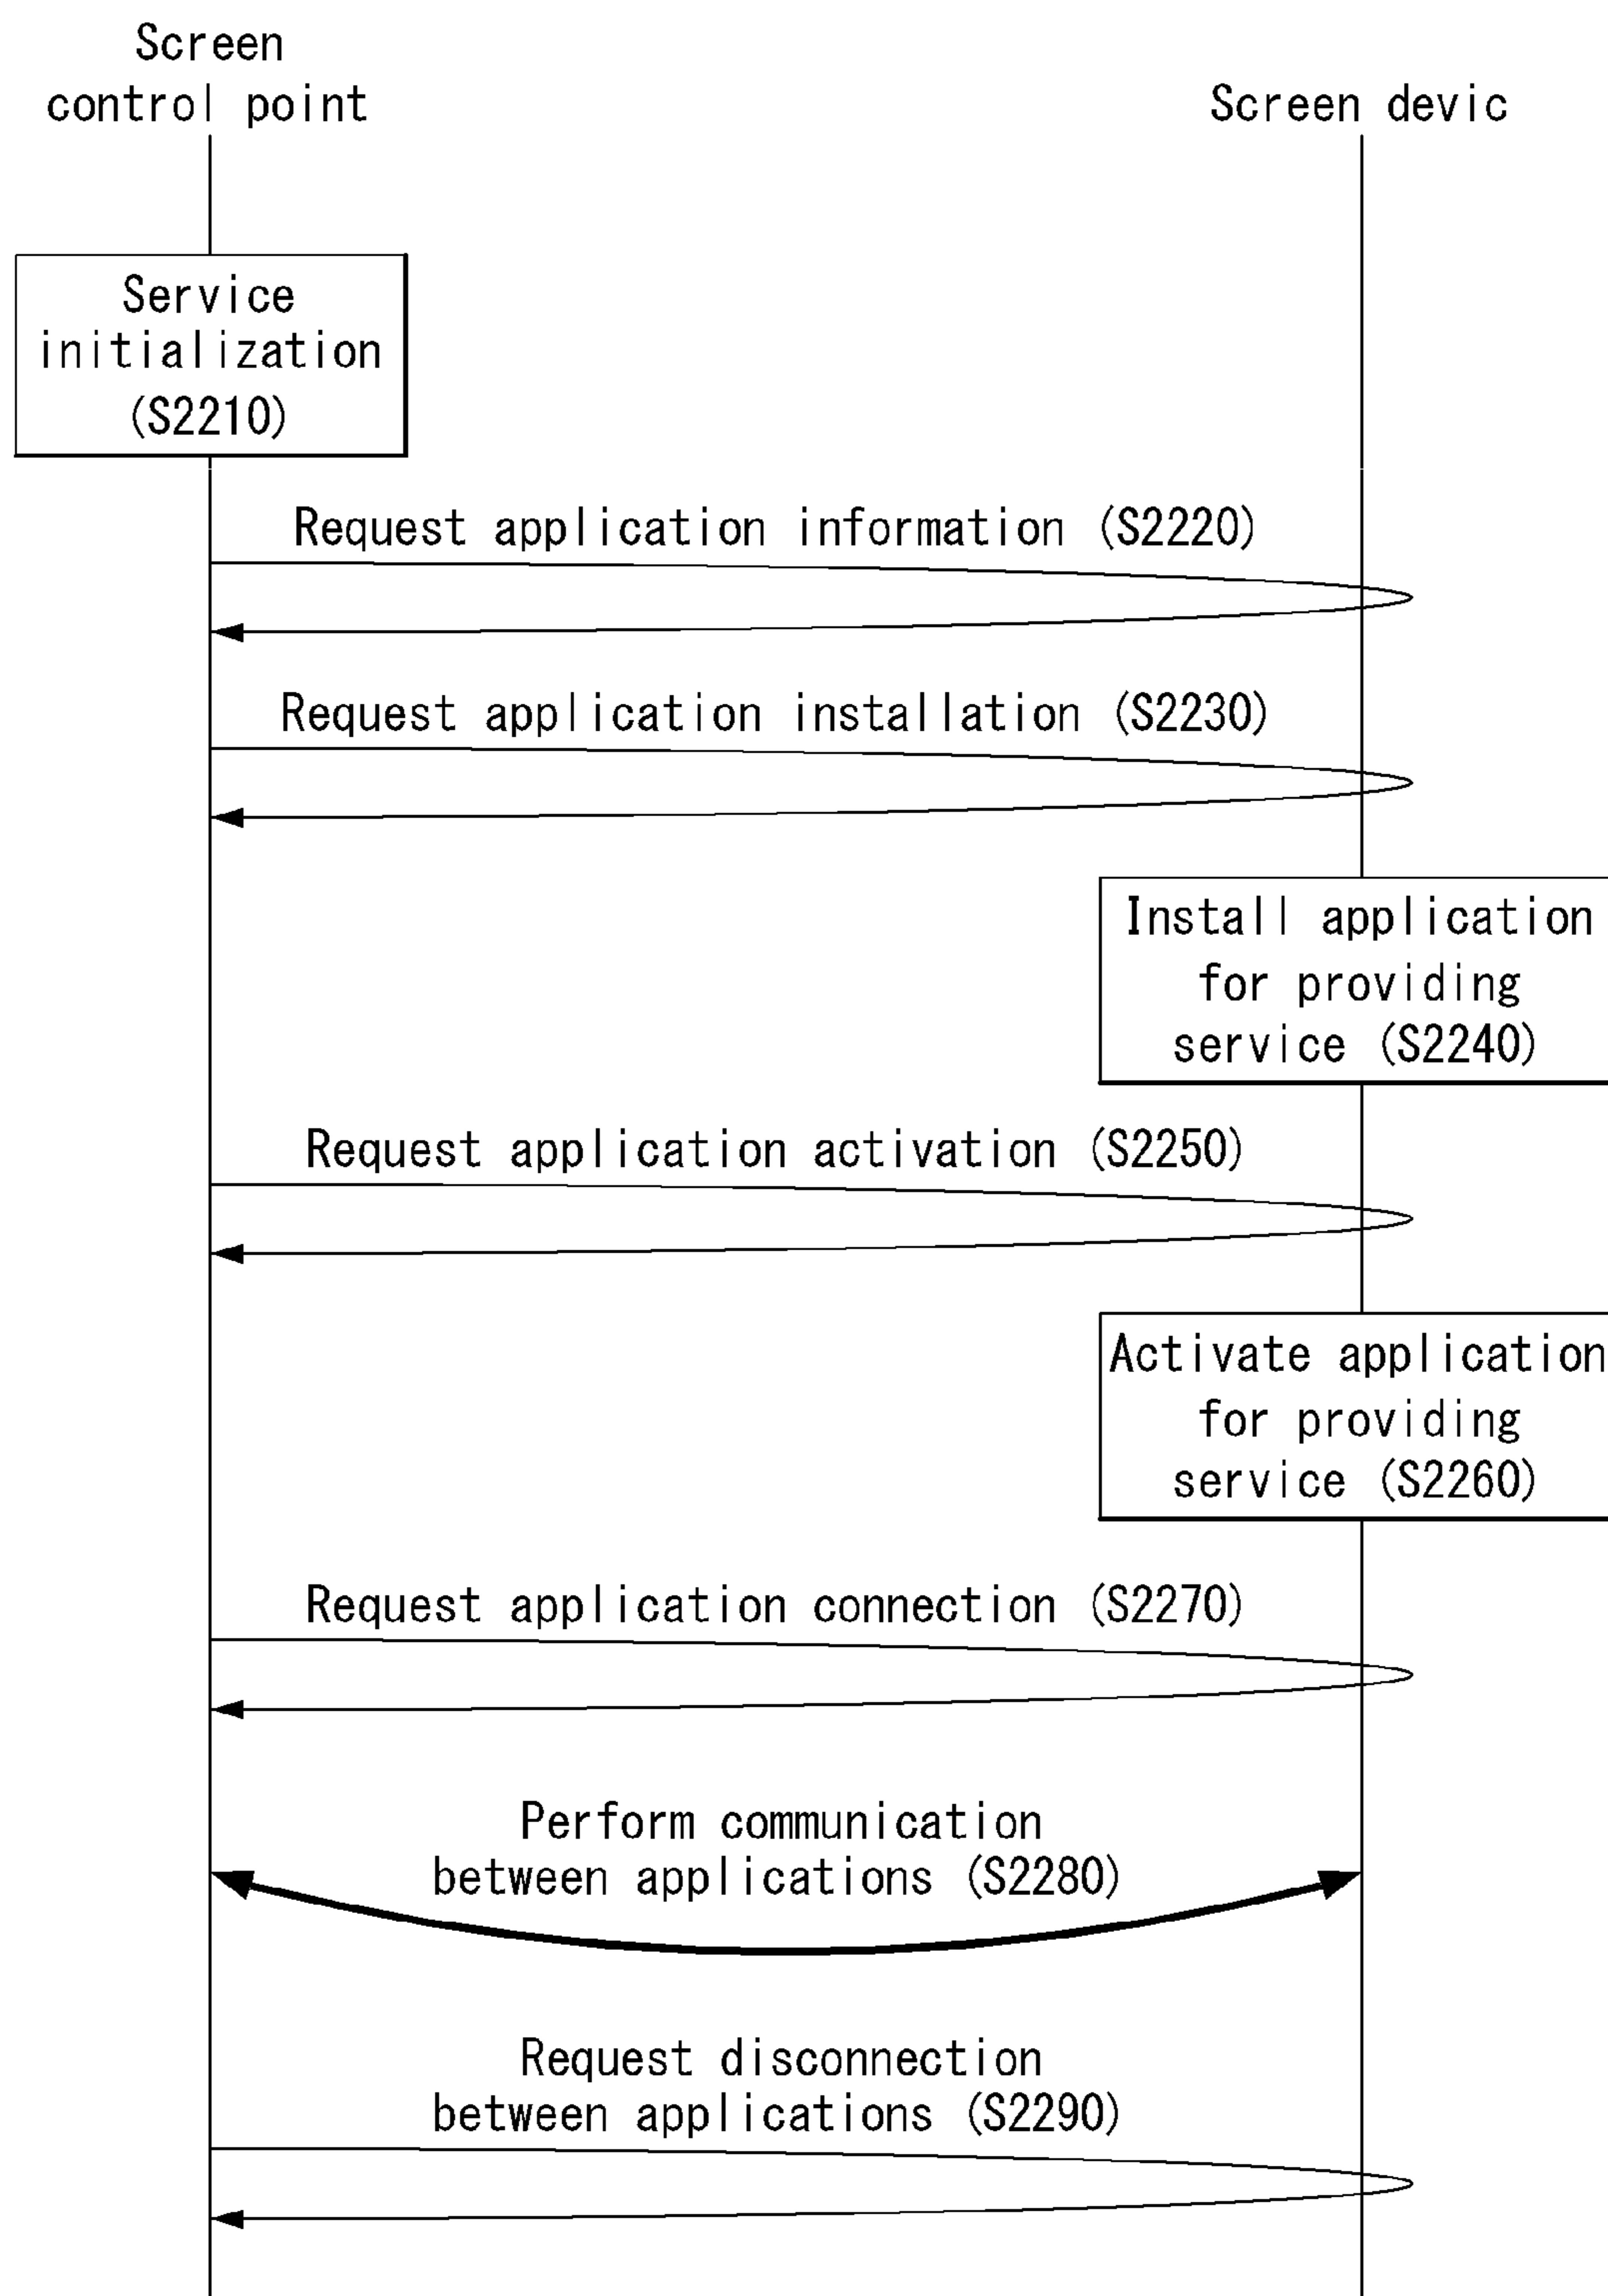 Screen
control point
Screen devic
Service
initialization
(S2210)
Request application information (S2220)
Request application installation (S2230)
Install application
for providing
service (S2240)
Request application activation (S2250)
Activate application
for providing
service (S2260)
Request application connection (S2270)
Perform communication
between applications (S2280)
Request disconnection
between applications (S2290)